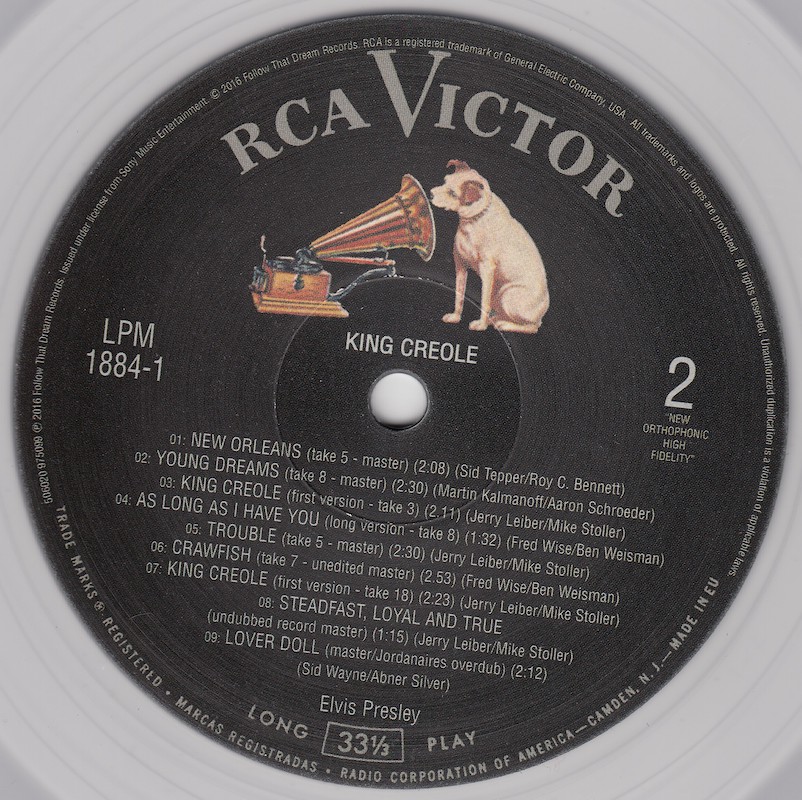 506020 975099 ℗ 2016 Follow That Dream Records. Issued under license from Sony Music Entertainment. © 2016 Follow That Dream Records. RCA is a registered trademark of General Electric Company, USA. All trademarks and logos are protected. All rights reserved. Unauthorized duplication is a violation of applicable laws.
RCA VICTOR
KING CREOLE
LPM
1884-1
2
"NEW
ORTHOPHONIC
HIGH
FIDELITY"
01: NEW ORLEANS (take 5 - master) (2:08) (Sid Tepper/Roy C. Bennett)
02: YOUNG DREAMS (take 8 - master) (2:30) (Martin Kalmanoff/Aaron Schroeder)
03: KING CREOLE (first version - take 3) (2.11) (Jerry Leiber/Mike Stoller)
04: AS LONG AS I HAVE YOU (long version - take 8) (1:32) (Fred Wise/Ben Weisman)
05: TROUBLE (take 5 - master) (2:30) (Jerry Leiber/Mike Stoller)
06: CRAWFISH (take 7 - unedited master) (2.53) (Fred Wise/Ben Weisman)
07: KING CREOLE (first version - take 18) (2:23) (Jerry Leiber/Mike Stoller)
08: STEADFAST, LOYAL AND TRUE
(undubbed record master) (1:15) (Jerry Leiber/Mike Stoller)
09: LOVER DOLL (master/Jordanaires overdub) (2:12)
(Sid Wayne/Abner Silver)
Elvis Presley
LONG 33⅓ PLAY
TRADE MARKS ® REGISTERED • MARCAS REGISTRADAS • RADIO CORPORATION OF AMERICA—CAMDEN, N. J.—MADE IN EU